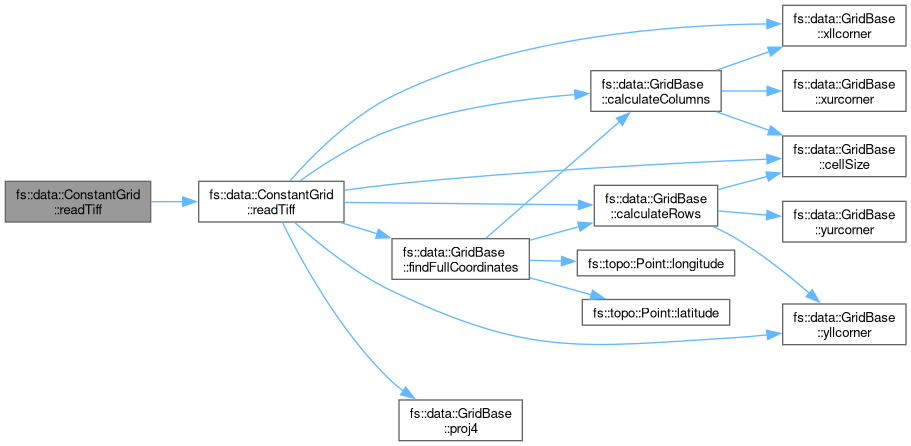 fs::data::ConstantGrid
::readTiff
fs::data::ConstantGrid
::readTiff
fs::data::GridBase
::findFullCoordinates
fs::data::GridBase
::proj4
fs::data::GridBase
::calculateColumns
fs::data::GridBase
::calculateRows
fs::topo::Point::longitude
fs::topo::Point::latitude
fs::data::GridBase
::xllcorner
fs::data::GridBase
::xurcorner
fs::data::GridBase
::cellSize
fs::data::GridBase
::yurcorner
fs::data::GridBase
::yllcorner